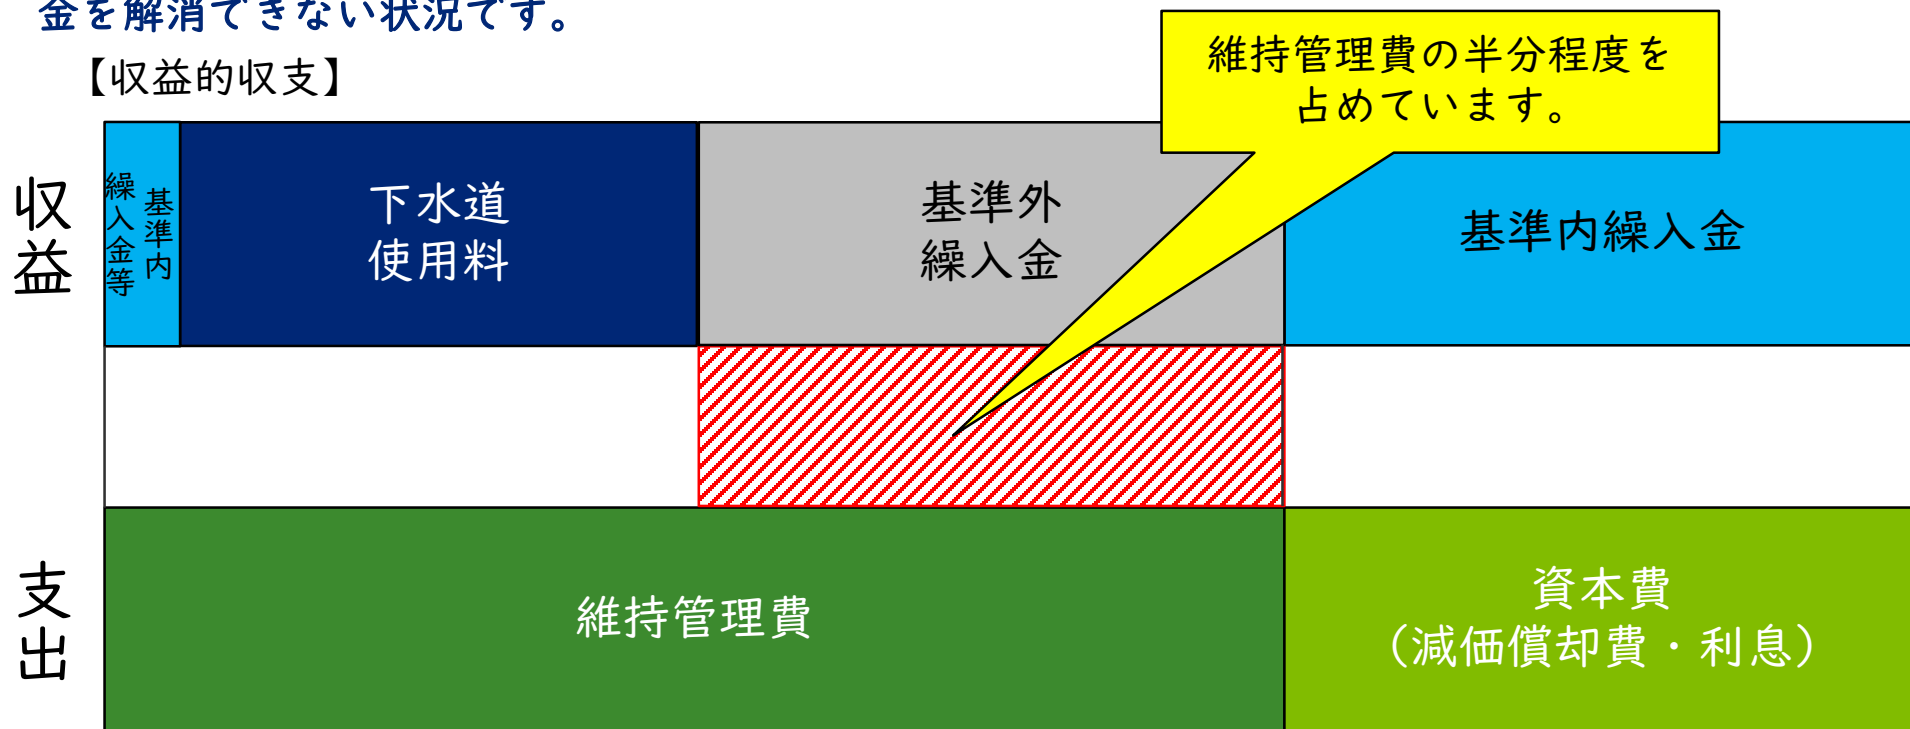 金を解消できない状況です。
【収益的収支】
維持管理費の半分程度を
占めています。
収益
基準内
繰入金等
下水道
使用料
基準外
繰入金
基準内繰入金
支出
維持管理費
資本費
（減価償却費・利息）